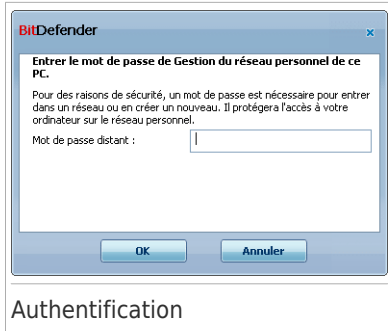 BitDefender
Entrer le mot de passe de Gestion du réseau personnel de ce
PC.
Pour des raisons de sécurité, un mot de passe est nécessaire pour entrer
dans un réseau ou en créer un nouveau. Il protégera l'accès à votre
ordinateur sur le réseau personnel.
Mot de passe distant :
OK
Annuler
Authentification